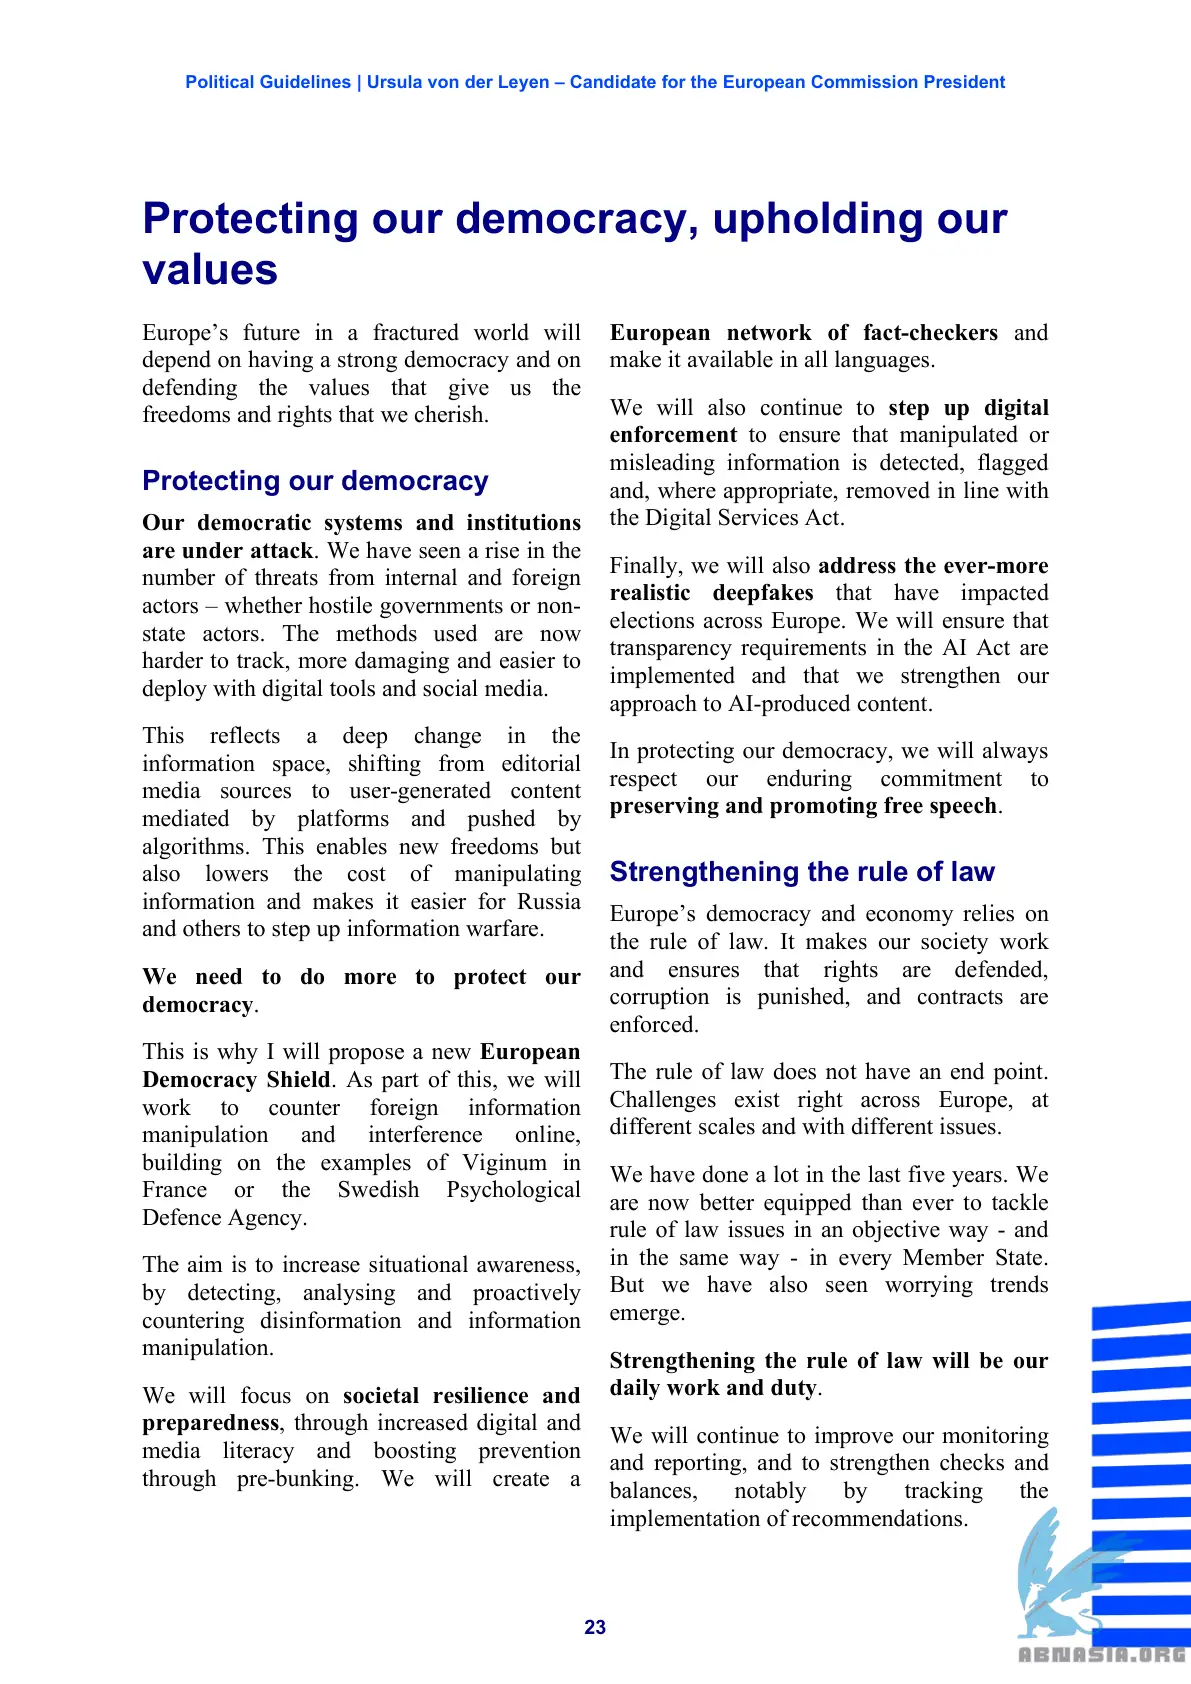 Political Guidelines | Ursula von der Leyen – Candidate for the European Commission President
Protecting our democracy, upholding our
values
Europe’s future in a fractured world will
depend on having a strong democracy and on
defending the values that give us the
freedoms and rights that we cherish.
Protecting our democracy
Our democratic systems and institutions
are under attack. We have seen a rise in the
number of threats from internal and foreign
actors – whether hostile governments or non-
state actors. The methods used are now
harder to track, more damaging and easier to
deploy with digital tools and social media.
This reflects a deep change in the
information space, shifting from editorial
media sources to user-generated content
mediated by platforms and pushed by
algorithms. This enables new freedoms but
also lowers the cost of manipulating
information and makes it easier for Russia
and others to step up information warfare.
We need to do more to protect our
democracy.
This is why I will propose a new European
Democracy Shield. As part of this, we will
work to counter foreign information
manipulation and interference online,
building on the examples of Viginum in
France or the Swedish Psychological
Defence Agency.
The aim is to increase situational awareness,
by detecting, analysing and proactively
countering disinformation and information
manipulation.
We will focus on societal resilience and
preparedness, through increased digital and
media literacy and boosting prevention
through pre-bunking. We will create a
European network of fact-checkers and
make it available in all languages.
We will also continue to step up digital
enforcement to ensure that manipulated or
misleading information is detected, flagged
and, where appropriate, removed in line with
the Digital Services Act.
Finally, we will also address the ever-more
realistic deepfakes that have impacted
elections across Europe. We will ensure that
transparency requirements in the AI Act are
implemented and that we strengthen our
approach to AI-produced content.
In protecting our democracy, we will always
respect our enduring commitment to
preserving and promoting free speech.
Strengthening the rule of law
Europe’s democracy and economy relies on
the rule of law. It makes our society work
and ensures that rights are defended,
corruption is punished, and contracts are
enforced.
The rule of law does not have an end point.
Challenges exist right across Europe, at
different scales and with different issues.
We have done a lot in the last five years. We
are now better equipped than ever to tackle
rule of law issues in an objective way - and
in the same way - in every Member State.
But we have also seen worrying trends
emerge.
Strengthening the rule of law will be our
daily work and duty.
We will continue to improve our monitoring
and reporting, and to strengthen checks and
balances, notably by tracking the
implementation of recommendations.
23
ABNASIA.ORG